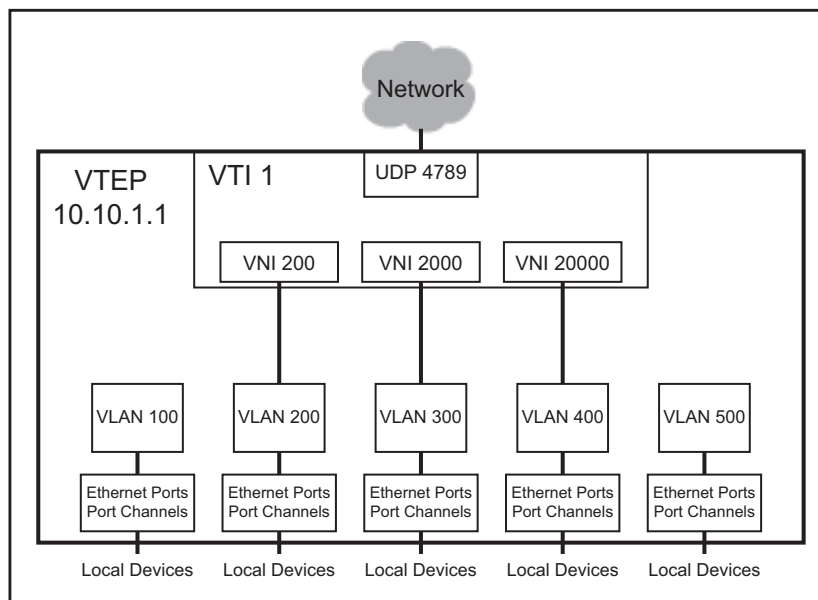 Network
VTEP
10.10.1.1
VTI 1
UDP 4789
VNI 200
VNI 2000
VNI 20000
VLAN 100
VLAN 200
VLAN 300
VLAN 400
VLAN 500
Ethernet Ports
Port Channels
Ethernet Ports
Port Channels
Ethernet Ports
Port Channels
Ethernet Ports
Port Channels
Ethernet Ports
Port Channels
Local Devices
Local Devices
Local Devices
Local Devices
Local Devices